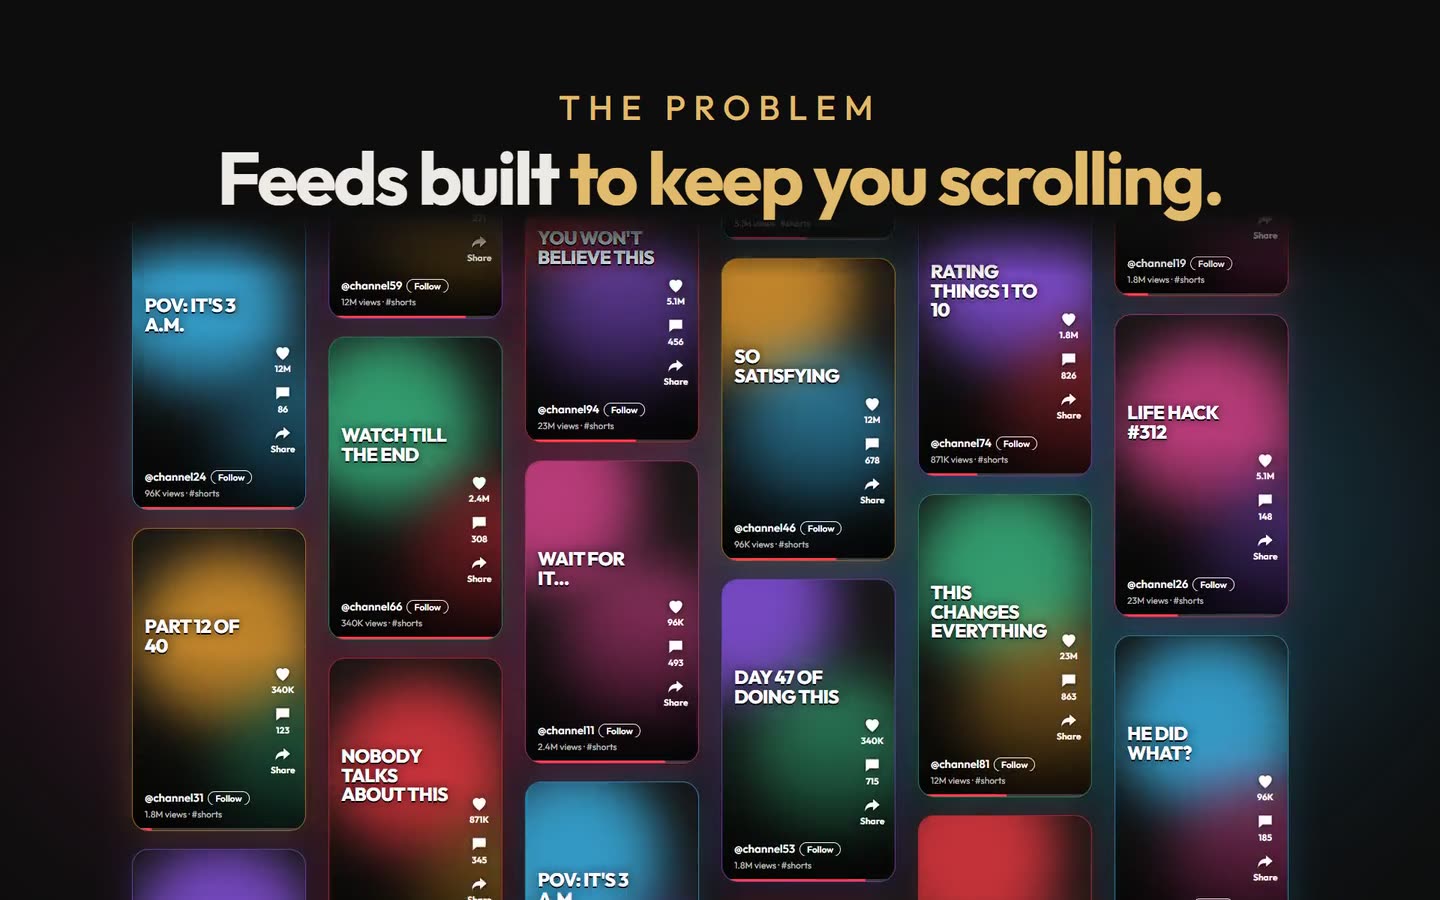 THE PROBLEM
Feeds built to keep you scrolling.
POV: IT'S 3
A.M.
12M
86
Share
@channel24 Follow
96K views · #shorts
PART 12 OF
40
340K
123
Share
@channel31 Follow
1.8M views · #shorts
271
Share
@channel59 Follow
12M views · #shorts
WATCH TILL
THE END
2.4M
308
Share
@channel66 Follow
340K views · #shorts
NOBODY
TALKS
ABOUT THIS
871K
345
Share
YOU WON'T
BELIEVE THIS
5.1M
456
Share
@channel94 Follow
23M views · #shorts
WAIT FOR
IT...
96K
493
Share
@channel11 Follow
2.4M views · #shorts
POV: IT'S 3
A.M.
views · #shorts
SO
SATISFYING
12M
678
Share
@channel46 Follow
96K views · #shorts
DAY 47 OF
DOING THIS
340K
715
Share
@channel53 Follow
1.8M views · #shorts
RATING
THINGS 1 TO
10
1.8M
826
Share
@channel74 Follow
871K views · #shorts
THIS
CHANGES
EVERYTHING
23M
863
Share
@channel81 Follow
12M views · #shorts
Share
@channel19 Follow
1.8M views · #shorts
LIFE HACK
#312
5.1M
148
Share
@channel26 Follow
23M views · #shorts
HE DID
WHAT?
96K
185
Share